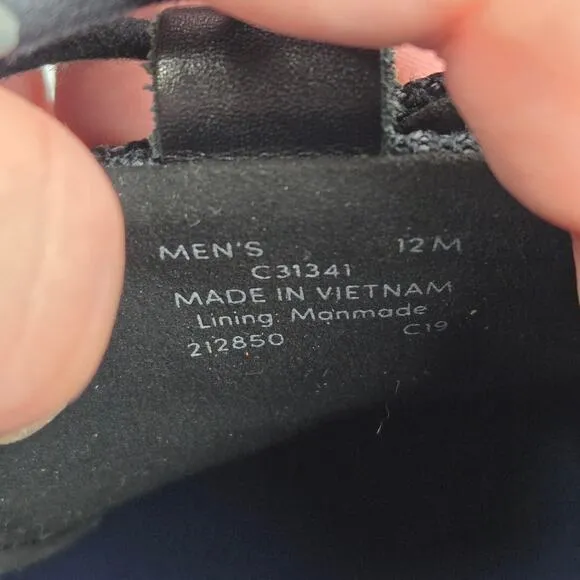 MEN'S 12 M
C31341
MADE IN VIETNAM
Lining: Manmade
212850 C19